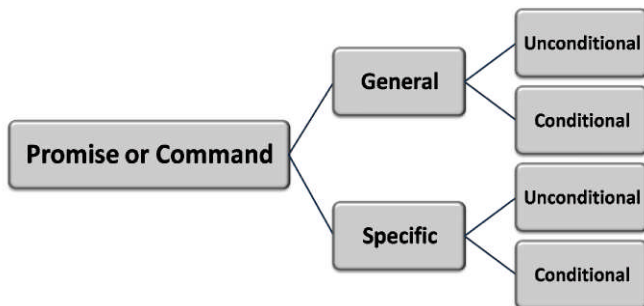 Promise or Command
General
Unconditional
Conditional
Specific
Unconditional
Conditional